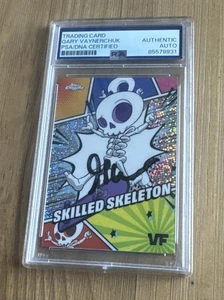 TRADING CARD
GARY VAYNERCHUK
PSA/DNA CERTIFIED
AUTHENTIC
AUTO
85579931
SKILLED SKELETON
VF